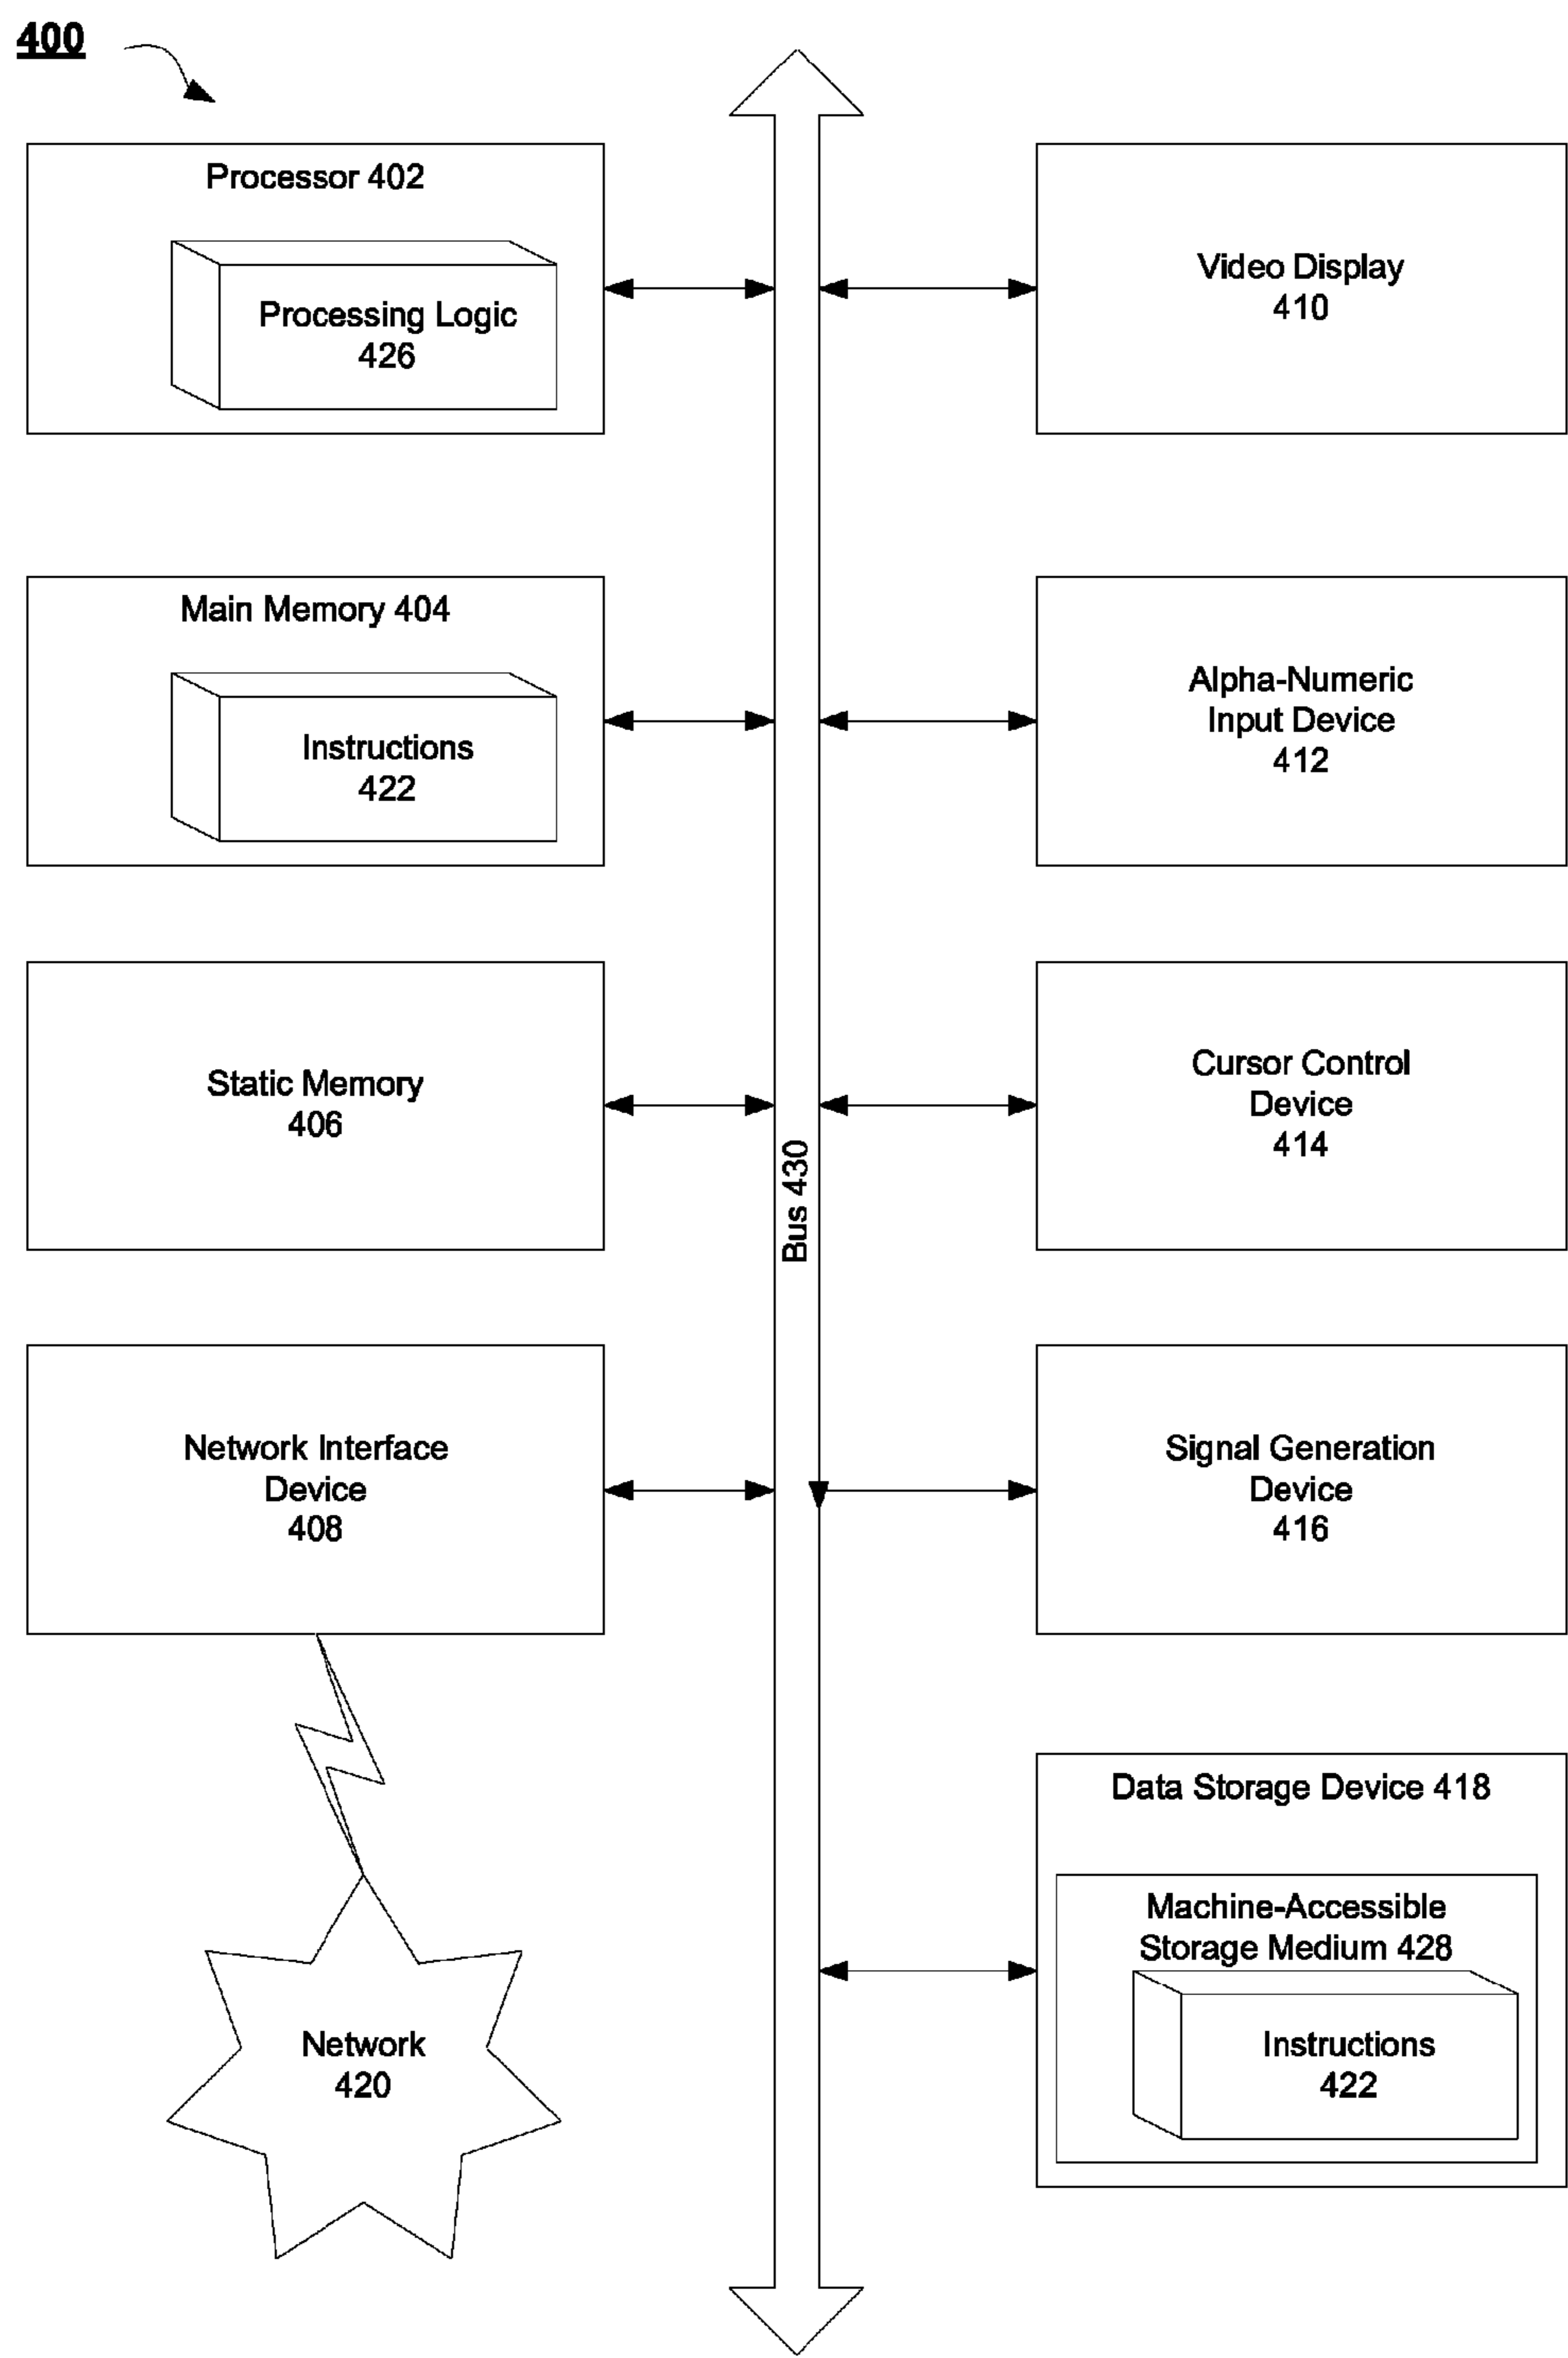 400
Processor 402
Processing Logic
426
Main Memory 404
Instructions
422
Static Memory
406
Network Interface
Device
408
Network
420
Bus 430
Video Display
410
Alpha-Numeric
Input Device
412
Cursor Control
Device
414
Signal Generation
Device
416
Data Storage Device 418
Machine-Accessible
Storage Medium 428
Instructions
422